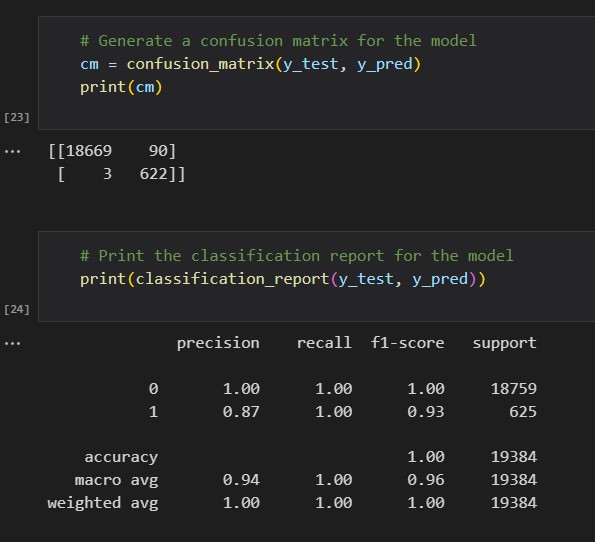 # Generate a confusion matrix for the model
cm = confusion_matrix(y_test, y_pred)
print(cm)
[23]
... [[18669    90]
 [    3   622]]
# Print the classification report for the model
print(classification_report(y_test, y_pred))
[24]
... precision    recall  f1-score   support
0       1.00      1.00      1.00     18759
1       0.87      1.00      0.93       625
accuracy                           1.00     19384
macro avg       0.94      1.00      0.96     19384
weighted avg       1.00      1.00      1.00     19384